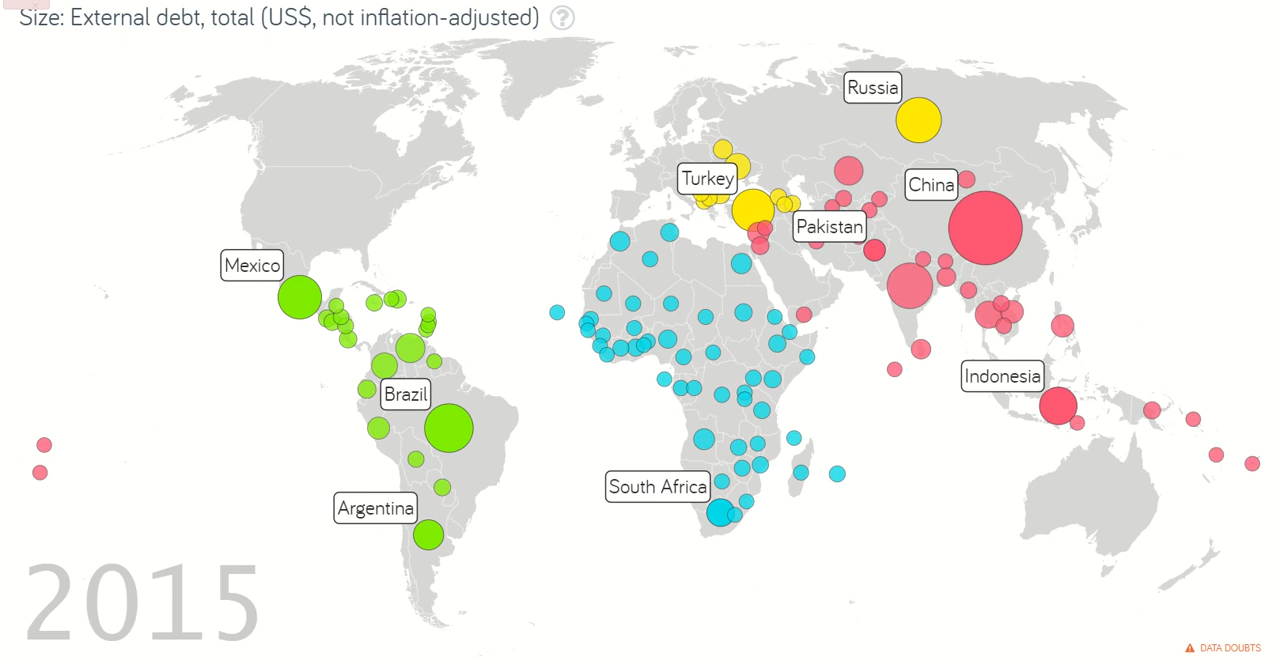 Size: External debt, total (US$, not inflation-adjusted) ?
Russia
Turkey
China
Pakistan
Mexico
Indonesia
Brazil
South Africa
Argentina
2015
DATA DOUBTS